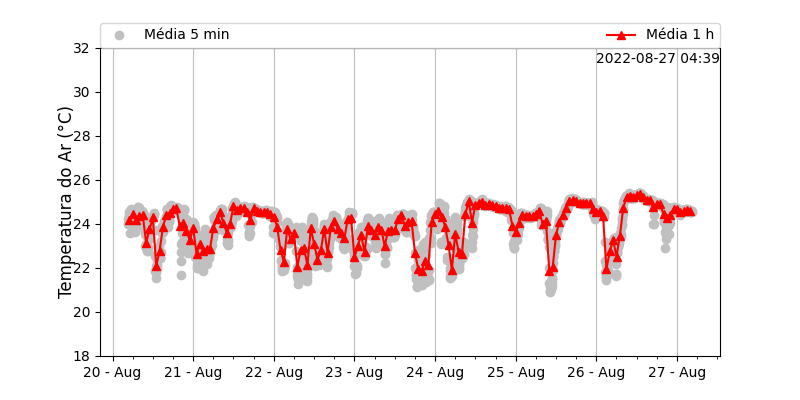 Média 5 min
Média 1 h
2022-08-27 04:39
Temperatura do Ar (°C)
32
30
28
26
24
22
20
18
20 - Aug
21 - Aug
22 - Aug
23 - Aug
24 - Aug
25 - Aug
26 - Aug
27 - Aug